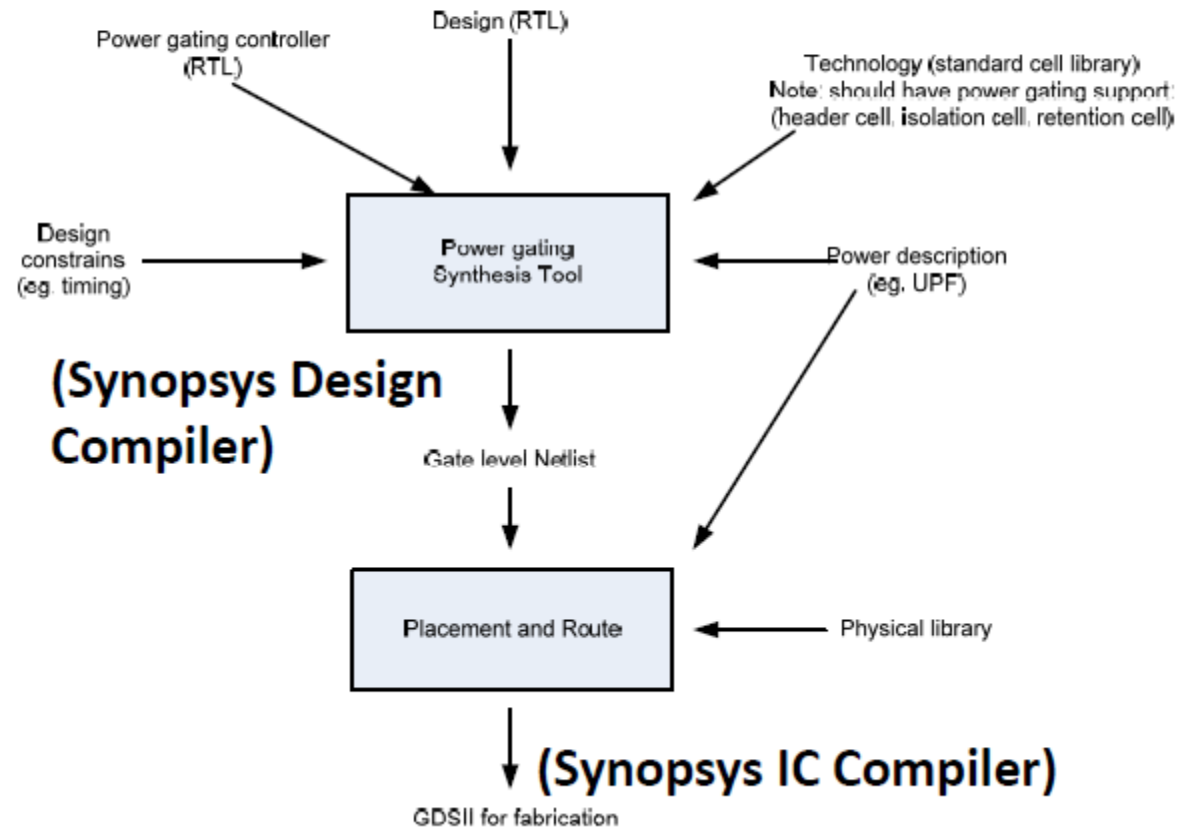 Design (RTL)
Power gating controller
(RTL)
Technology (standard cell library)
Note: should have power gating support:
(header cell, isolation cell, retention cell)
Design
constrains
(eg. timing)
Power gating
Synthesis Tool
Power description
(eg. UPF)
(Synopsys Design
Compiler)
Gate level Netlist
Placement and Route
Physical library
(Synopsys IC Compiler)
GDSII for fabrication